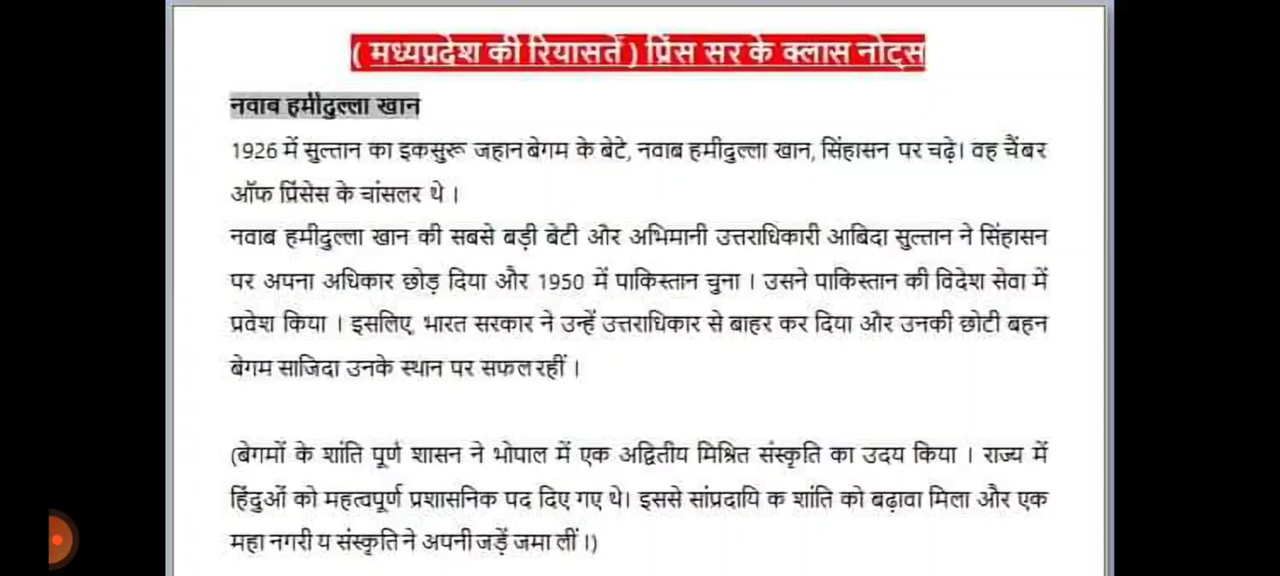 ( मध्यप्रदेश की रियासतें ) प्रिंस सर के क्लास नोट्स
नवाब हमीदुल्ला खान
1926 में सुल्तान का इकसुरू जहान बेगम के बेटे, नवाब हमीदुल्ला खान, सिंहासन पर चढ़े। वह चैंबर
ऑफ प्रिंसेस के चांसलर थे ।
नवाब हमीदुल्ला खान की सबसे बड़ी बेटी और अभिमानी उत्तराधिकारी आबिदा सुल्तान ने सिंहासन
पर अपना अधिकार छोड़ दिया और 1950 में पाकिस्तान चुना । उसने पाकिस्तान की विदेश सेवा में
प्रवेश किया । इसलिए, भारत सरकार ने उन्हें उत्तराधिकार से बाहर कर दिया और उनकी छोटी बहन
बेगम साजिदा उनके स्थान पर सफल रहीं ।
(बेगमों के शांति पूर्ण शासन ने भोपाल में एक अद्वितीय मिश्रित संस्कृति का उदय किया । राज्य में
हिंदुओं को महत्वपूर्ण प्रशासनिक पद दिए गए थे। इससे सांप्रदायि क शांति को बढ़ावा मिला और एक
महा नगरी य संस्कृति ने अपनी जड़ें जमा लीं ।)